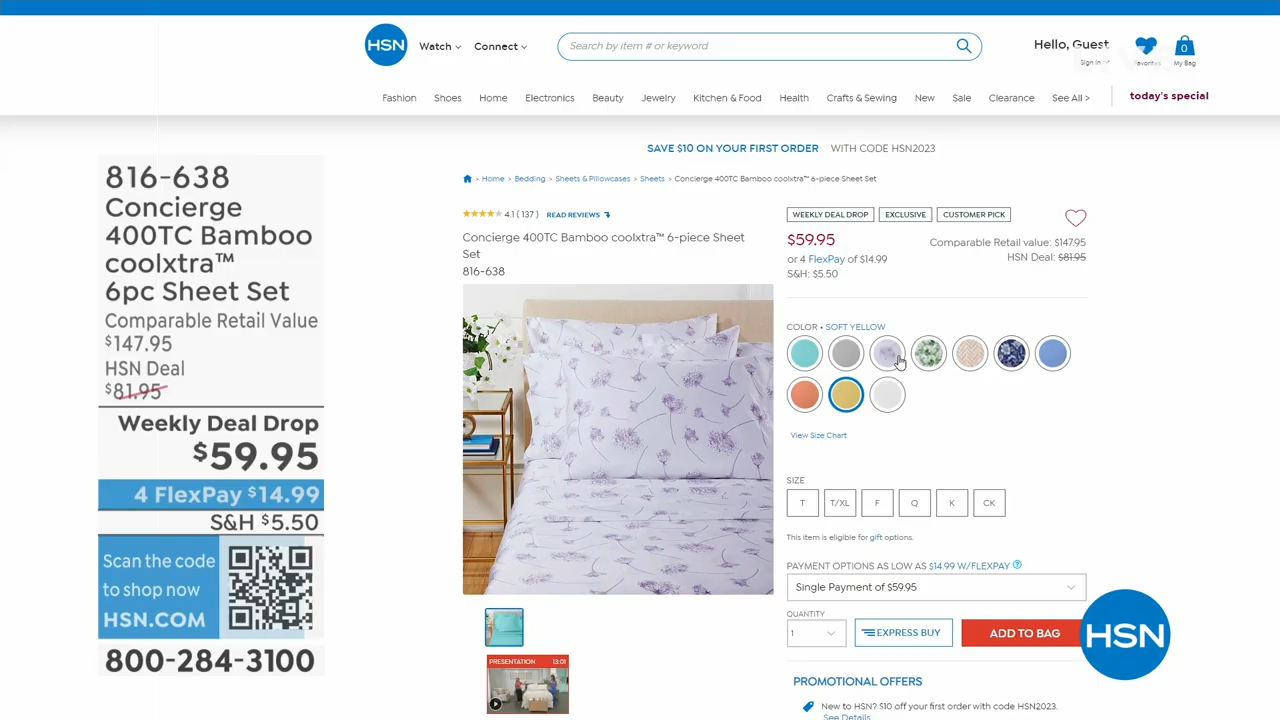 HSN
Watch
Connect
Search by item # or keyword
Hello, Guest
Sign In
Favorites
0
My Bag
Fashion
Shoes
Home
Electronics
Beauty
Jewelry
Kitchen & Food
Health
Crafts & Sewing
New
Sale
Clearance
See All >
today's special
SAVE $10 ON YOUR FIRST ORDER WITH CODE HSN2023
Home > Bedding > Sheets & Pillowcases > Sheets > Concierge 400TC Bamboo coolxtra™ 6-piece Sheet Set
816-638
Concierge
400TC Bamboo
coolxtra™
6pc Sheet Set
Comparable Retail Value
$147.95
HSN Deal
$81.95
Weekly Deal Drop
$59.95
4 FlexPay $14.99
S&H $5.50
Scan the code
to shop now
HSN.COM
800-284-3100
4.1 (137) READ REVIEWS
Concierge 400TC Bamboo coolxtra™ 6-piece Sheet
Set
816-638
PRESENTATION 13:01
WEEKLY DEAL DROP
EXCLUSIVE
CUSTOMER PICK
$59.95
Comparable Retail value: $147.95
or 4 FlexPay of $14.99
HSN Deal: $81.95
S&H: $5.50
COLOR • SOFT YELLOW
View Size Chart
SIZE
T
T/XL
F
Q
K
CK
This item is eligible for gift options.
PAYMENT OPTIONS AS LOW AS $14.99 W/FLEXPAY
Single Payment of $59.95
QUANTITY
1
EXPRESS BUY
ADD TO BAG
HSN
PROMOTIONAL OFFERS
New to HSN? $10 off your first order with code HSN2023.
See Details